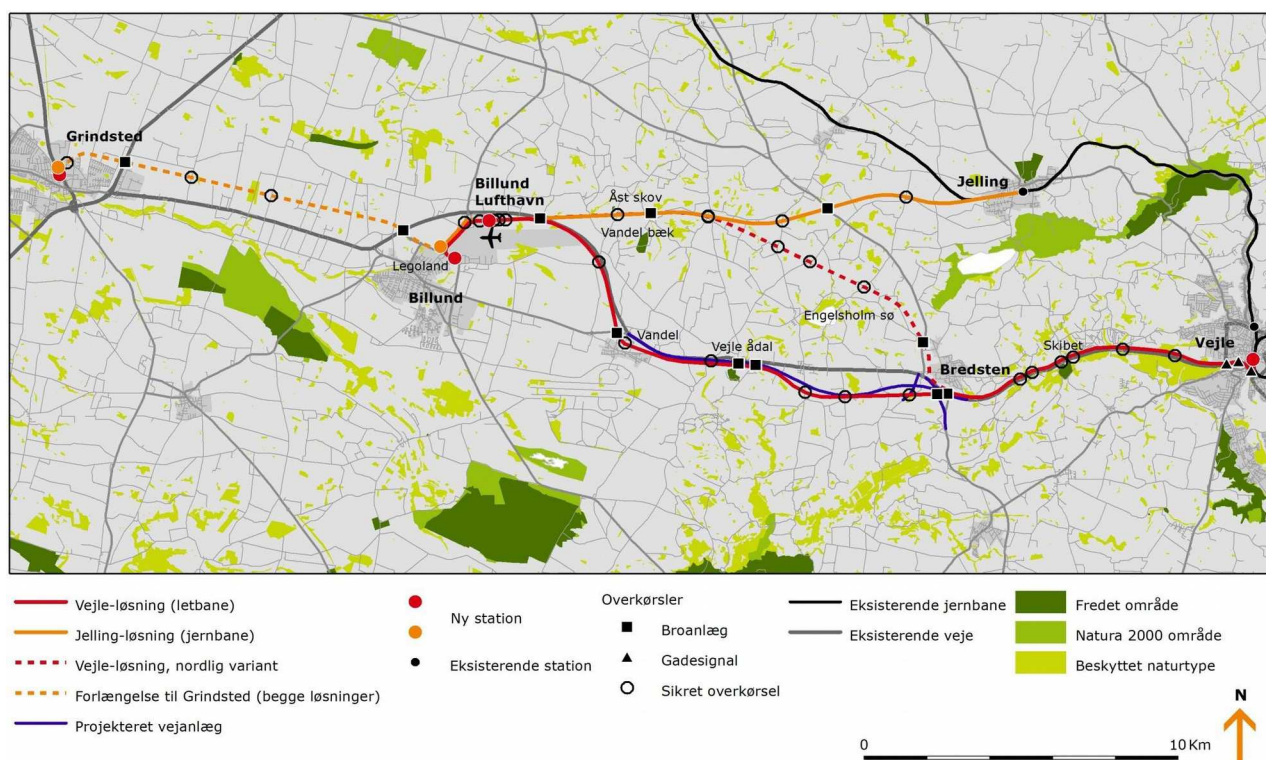 Grindsted
Billund
Lufthavn
Åst skov
Jelling
Vandel bæk
Legoland
Billund
Engelsholm sø
Vandel
Vejle ådal
Skibet
Vejle
Bredsten
Vejle-løsning (letbane)
Jelling-løsning (jernbane)
Vejle-løsning, nordlig variant
Forlængelse til Grindsted (begge løsninger)
Projekteret vejanlæg
Ny station
Eksisterende station
Overkørsler
Broanlæg
Gadesignal
Sikret overkørsel
Eksisterende jernbane
Eksisterende veje
Fredet område
Natura 2000 område
Beskyttet naturtype
N
0 10 Km